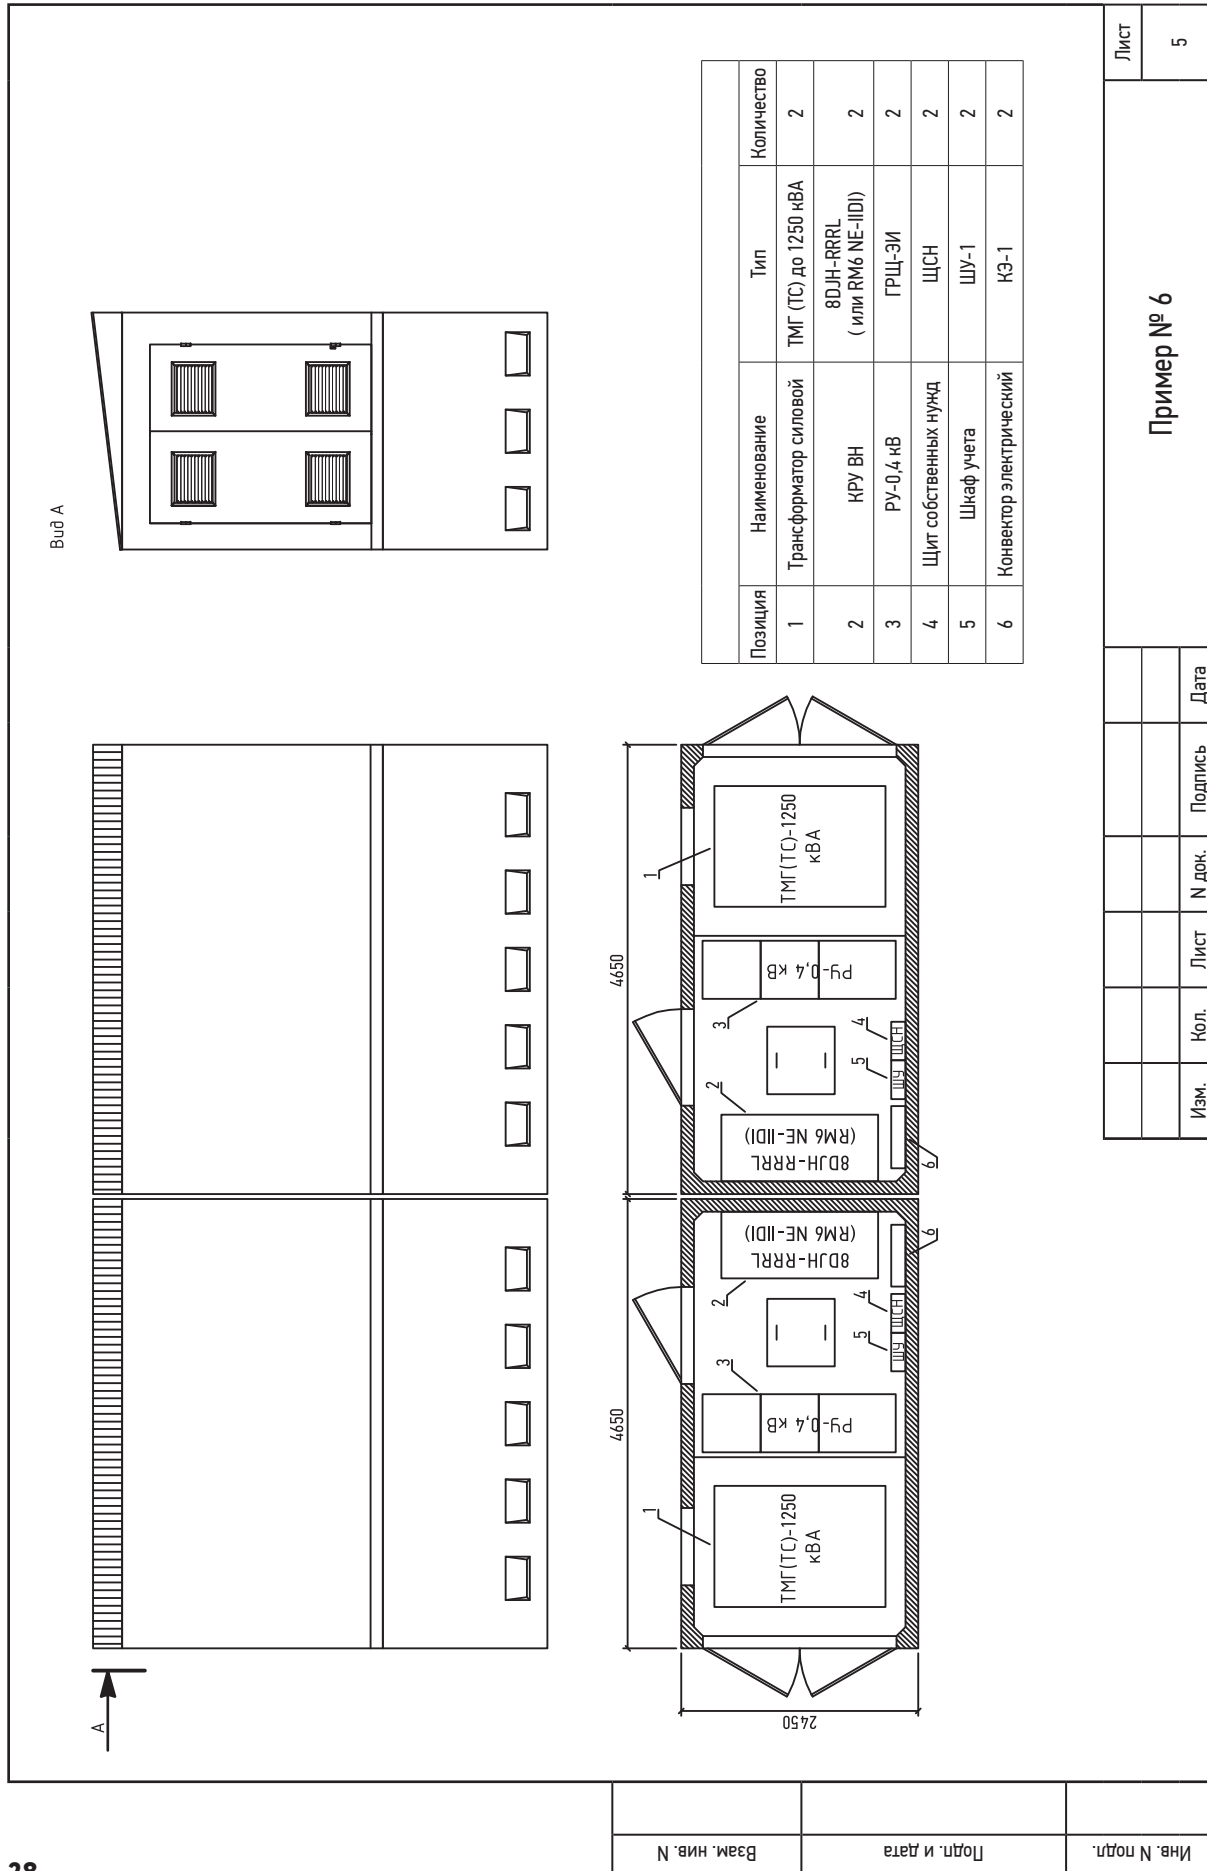 Вид А
А
4650
4650
2450
1
ТМГ(ТС)-1250
кВА
3
РУ-0,4 кВ
2
8DJH-RRRL
(RM6 NE-IIDI)
5
ШУ
4
ЩСН
6
2
8DJH-RRRL
(RM6 NE-IIDI)
3
РУ-0,4 кВ
5
ШУ
4
ЩСН
6
1
ТМГ(ТС)-1250
кВА
Позиция Наименование Тип Количество
1 Трансформатор силовой ТМГ (ТС) до 1250 кВА 2
2 КРУ ВН 8DJH-RRRL
( или RM6 NE-IIDI) 2
3 РУ-0,4 кВ ГРЩ-ЭИ 2
4 Щит собственных нужд ЩСН 2
5 Шкаф учета ШУ-1 2
6 Конвектор электрический КЭ-1 2
Изм. Кол. Лист N док. Подпись Дата
Пример № 6
Лист
5
Взам. инв. N
Подп. и дата
Инв. N подл.
28